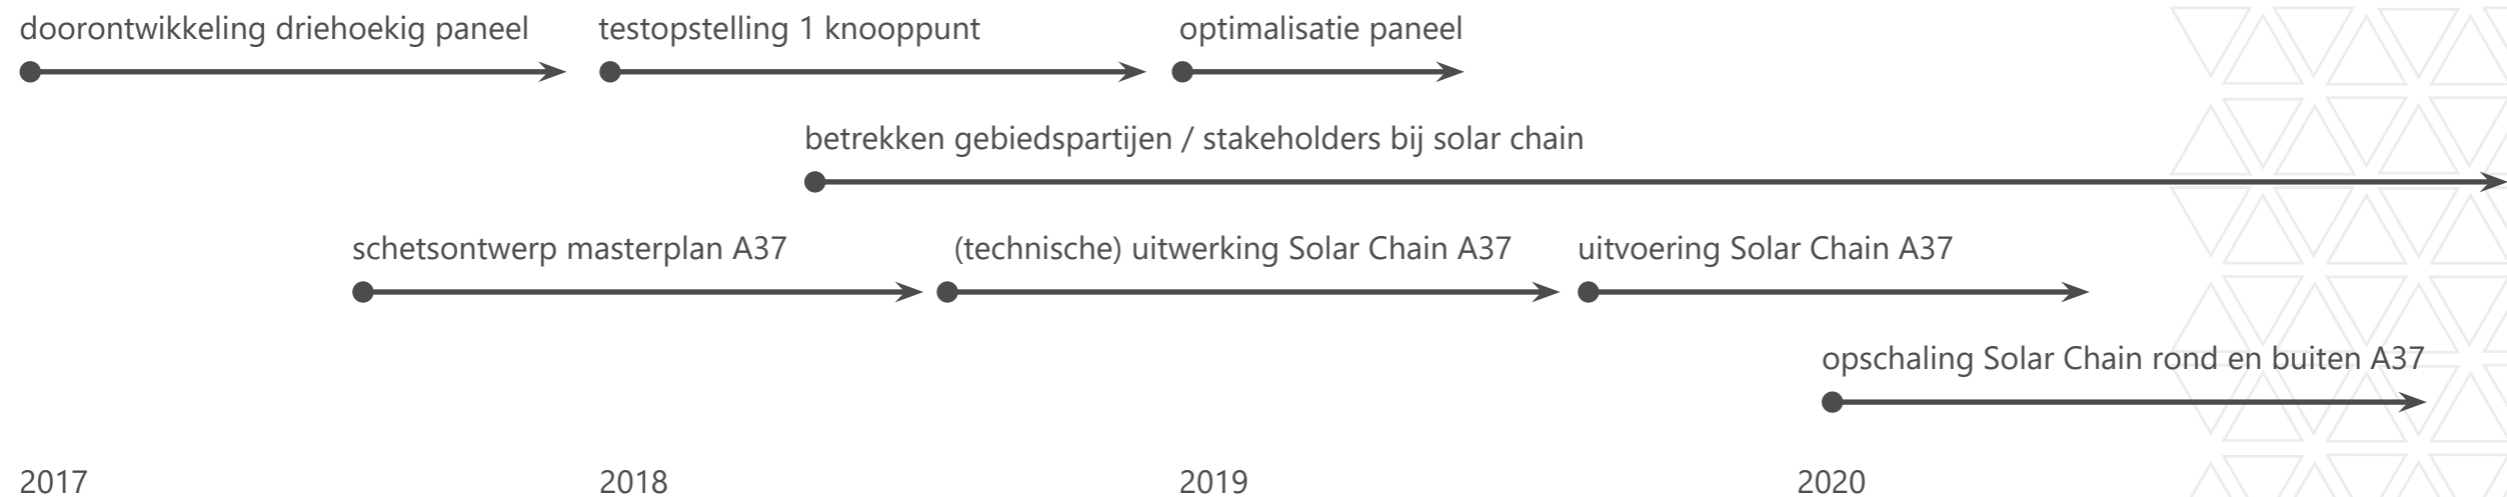 doorontwikkeling driehoekig paneel
testopstelling 1 knooppunt
optimalisatie paneel
betrekken gebiedspartijen / stakeholders bij solar chain
schetsontwerp masterplan A37
(technische) uitwerking Solar Chain A37
uitvoering Solar Chain A37
opschaling Solar Chain rond en buiten A37
2017
2018
2019
2020